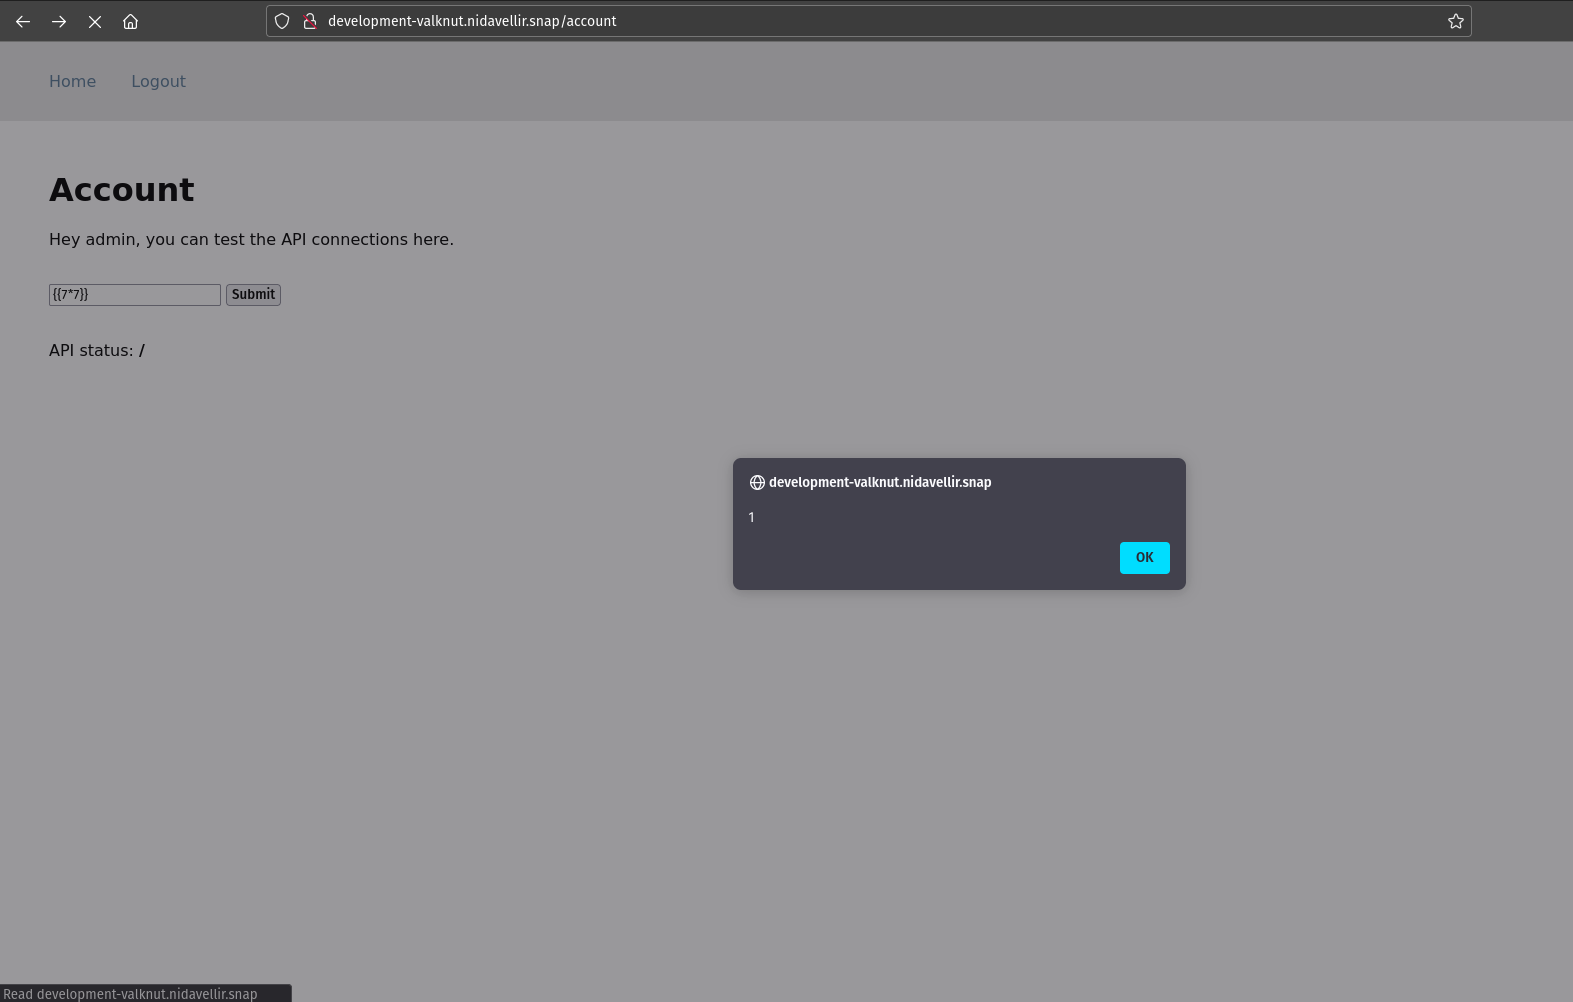 development-valknut.nidavellir.snap/account
Home Logout
Account
Hey admin, you can test the API connections here.
{{7*7}} Submit
API status: /
development-valknut.nidavellir.snap
1
OK
Read development-valknut.nidavellir.snap